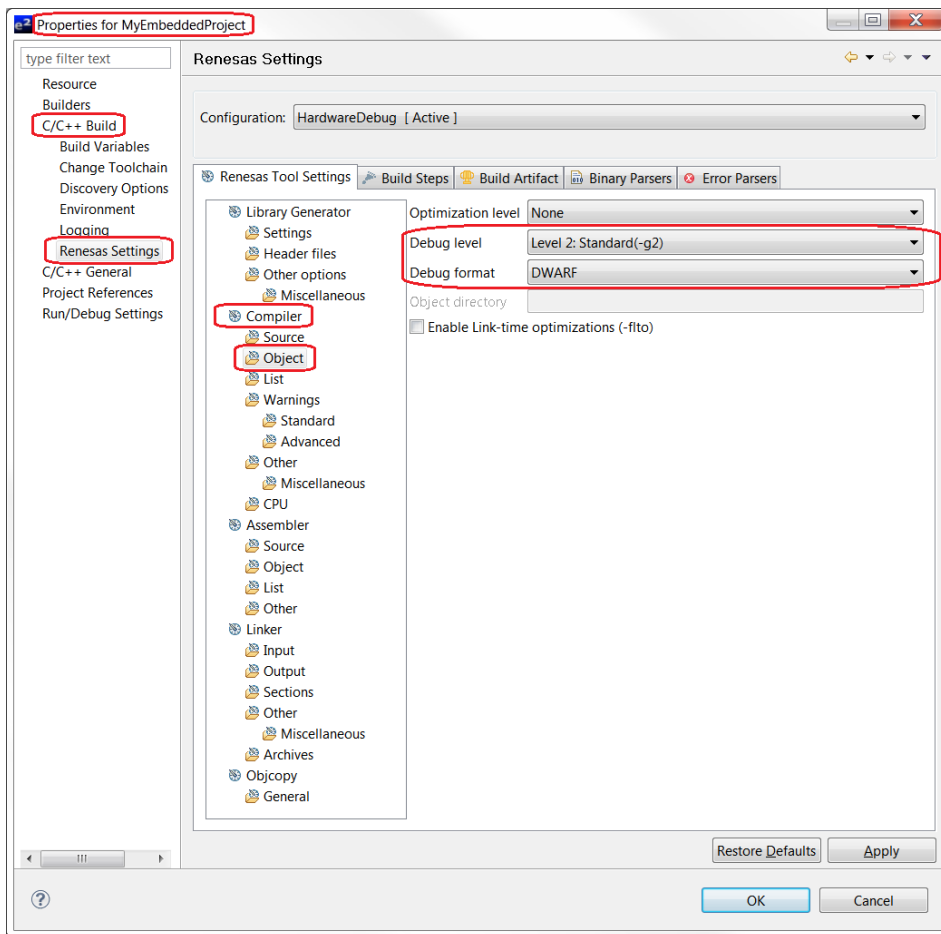 e² Properties for MyEmbeddedProject
type filter text
Resource
Builders
C/C++ Build
Build Variables
Change Toolchain
Discovery Options
Environment
Logging
Renesas Settings
C/C++ General
Project References
Run/Debug Settings
Renesas Settings
Configuration: HardwareDebug [ Active ]
Renesas Tool Settings Build Steps Build Artifact Binary Parsers Error Parsers
Library Generator
Settings
Header files
Other options
Miscellaneous
Compiler
Source
Object
List
Warnings
Standard
Advanced
Other
Miscellaneous
CPU
Assembler
Source
Object
List
Other
Linker
Input
Output
Sections
Other
Miscellaneous
Archives
Objcopy
General
Optimization level None
Debug level Level 2: Standard(-g2)
Debug format DWARF
Object directory
Enable Link-time optimizations (-flto)
Restore Defaults Apply
OK Cancel